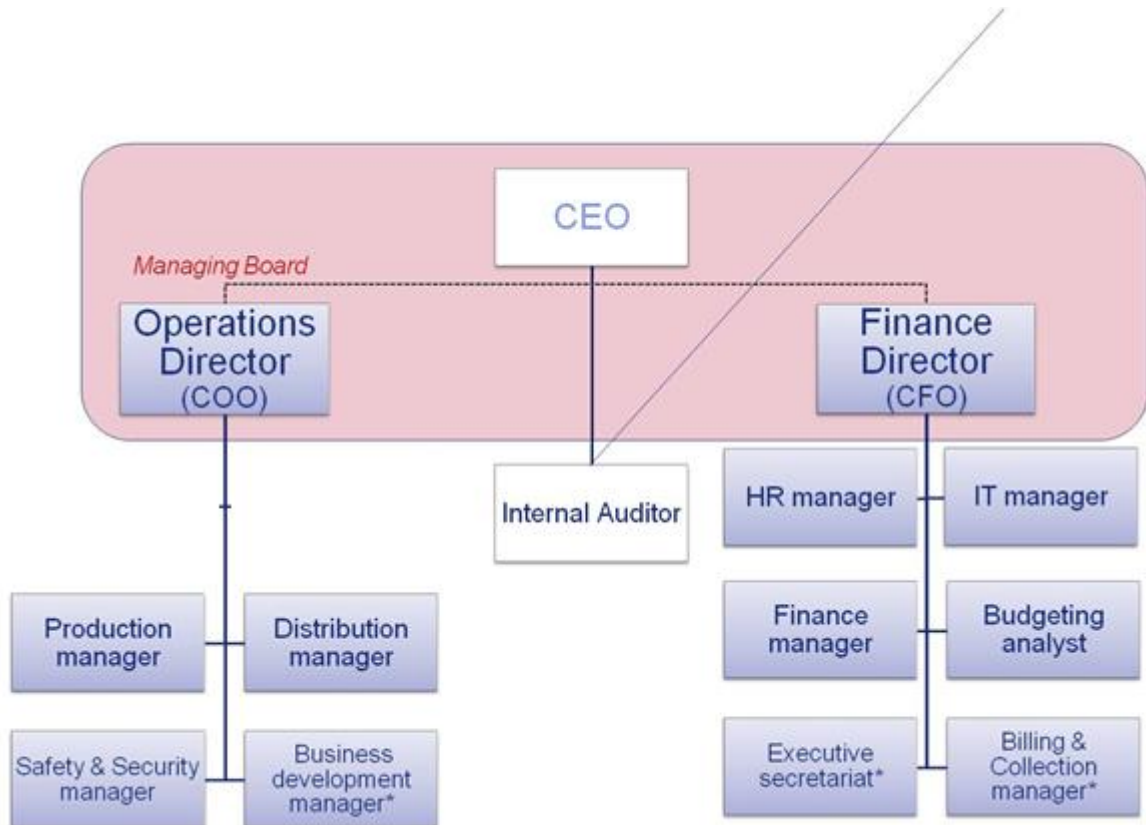 CEO
Managing Board
Operations
Director
(COO)
Finance
Director
(CFO)
Internal Auditor
HR manager
IT manager
Production
manager
Distribution
manager
Finance
manager
Budgeting
analyst
Safety & Security
manager
Business
development
manager*
Executive
secretariat*
Billing &
Collection
manager*